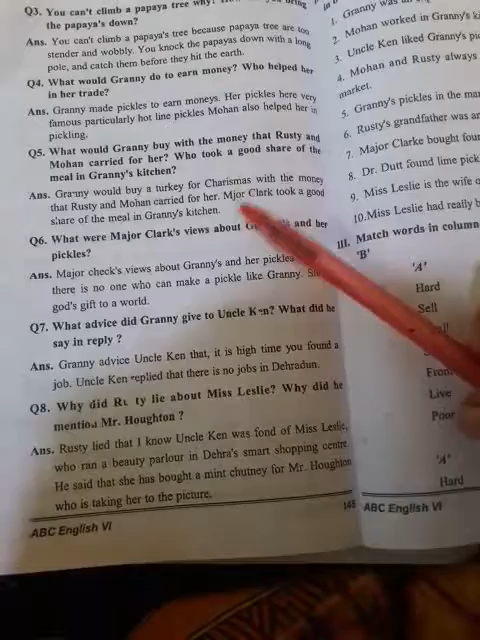 Q3. You can't climb a papaya tree why?
the papaya's down?
Ans. You can't climb a papaya's tree because papaya tree are too
stender and wobbly. You knock the papayas down with a long
pole, and catch them before they hit the earth.
Q4. What would Granny do to earn money? Who helped her
in her trade?
Ans. Granny made pickles to earn moneys. Her pickles here very
famous particularly hot line pickles Mohan also helped her in
pickling.
Q5. What would Granny buy with the money that Rusty and
Mohan carried for her? Who took a good share of the
meal in Granny's kitchen?
Ans. Granny would buy a turkey for Charismas with the money
that Rusty and Mohan carried for her. Mjor Clark took a good
share of the meal in Granny's kitchen.
Q6. What were Major Clark's views about and her
pickles?
Ans. Major check's views about Granny's and her pickles
there is no one who can make a pickle like Granny.
god's gift to a world.
Q7. What advice did Granny give to Uncle Ken? What did he
say in reply ?
Ans. Granny advice Uncle Ken that, it is high time you found a
job. Uncle Ken replied that there is no jobs in Dehradun.
Q8. Why did Rusty lie about Miss Leslie? Why did he
mention Mr. Houghton ?
Ans. Rusty lied that I know Uncle Ken was fond of Miss Leslie,
who ran a beauty parlour in Dehra's smart shopping centre.
He said that she has bought a mint chutney for Mr. Houghton
who is taking her to the picture.
ABC English VI
145
1. Granny was
2. Mohan worked in Granny's
3. Uncle Ken liked Granny's
4. Mohan and Rusty always
market.
5. Granny's pickles in the
6. Rusty's grandfather was
7. Major Clarke bought
8. Dr. Dutt found lime
9. Miss Leslie is the wife
10.Miss Leslie had really
III. Match words in column
'B'
'A'
Hard
Sell
From
Live
Poor
'A'
Hard
ABC English VI